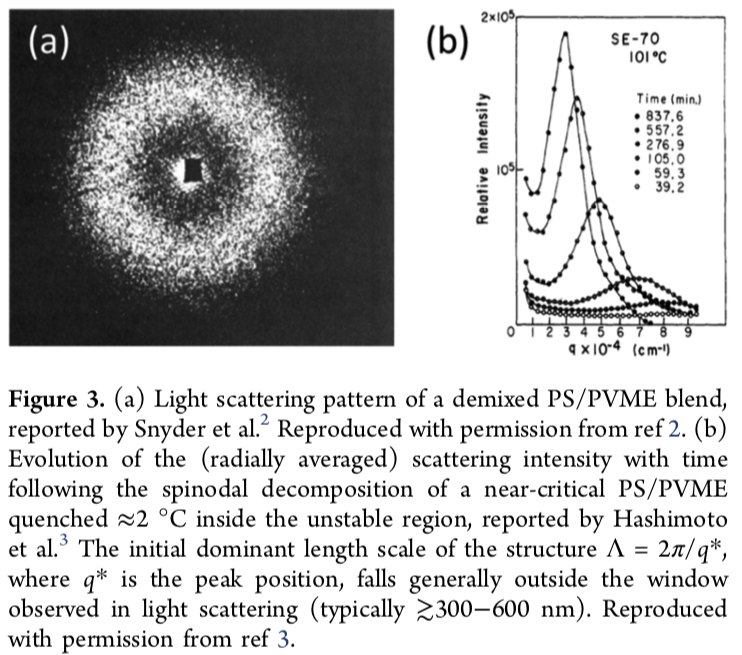 (a)
(b)
2×10⁵
SE-70
101°C
Time (min.)
• 837.6
• 557.2
• 276.9
• 105.0
• 59.3
◦ 39.2
Relative Intensity
10⁵
0 1 2 3 4 5 6 7 8 9
q ×10⁻⁴ (cm⁻¹)
Figure 3. (a) Light scattering pattern of a demixed PS/PVME blend,
reported by Snyder et al.² Reproduced with permission from ref 2. (b)
Evolution of the (radially averaged) scattering intensity with time
following the spinodal decomposition of a near-critical PS/PVME
quenched ≈2 °C inside the unstable region, reported by Hashimoto
et al.³ The initial dominant length scale of the structure Λ = 2π/q*,
where q* is the peak position, falls generally outside the window
observed in light scattering (typically ≳300−600 nm). Reproduced
with permission from ref 3.